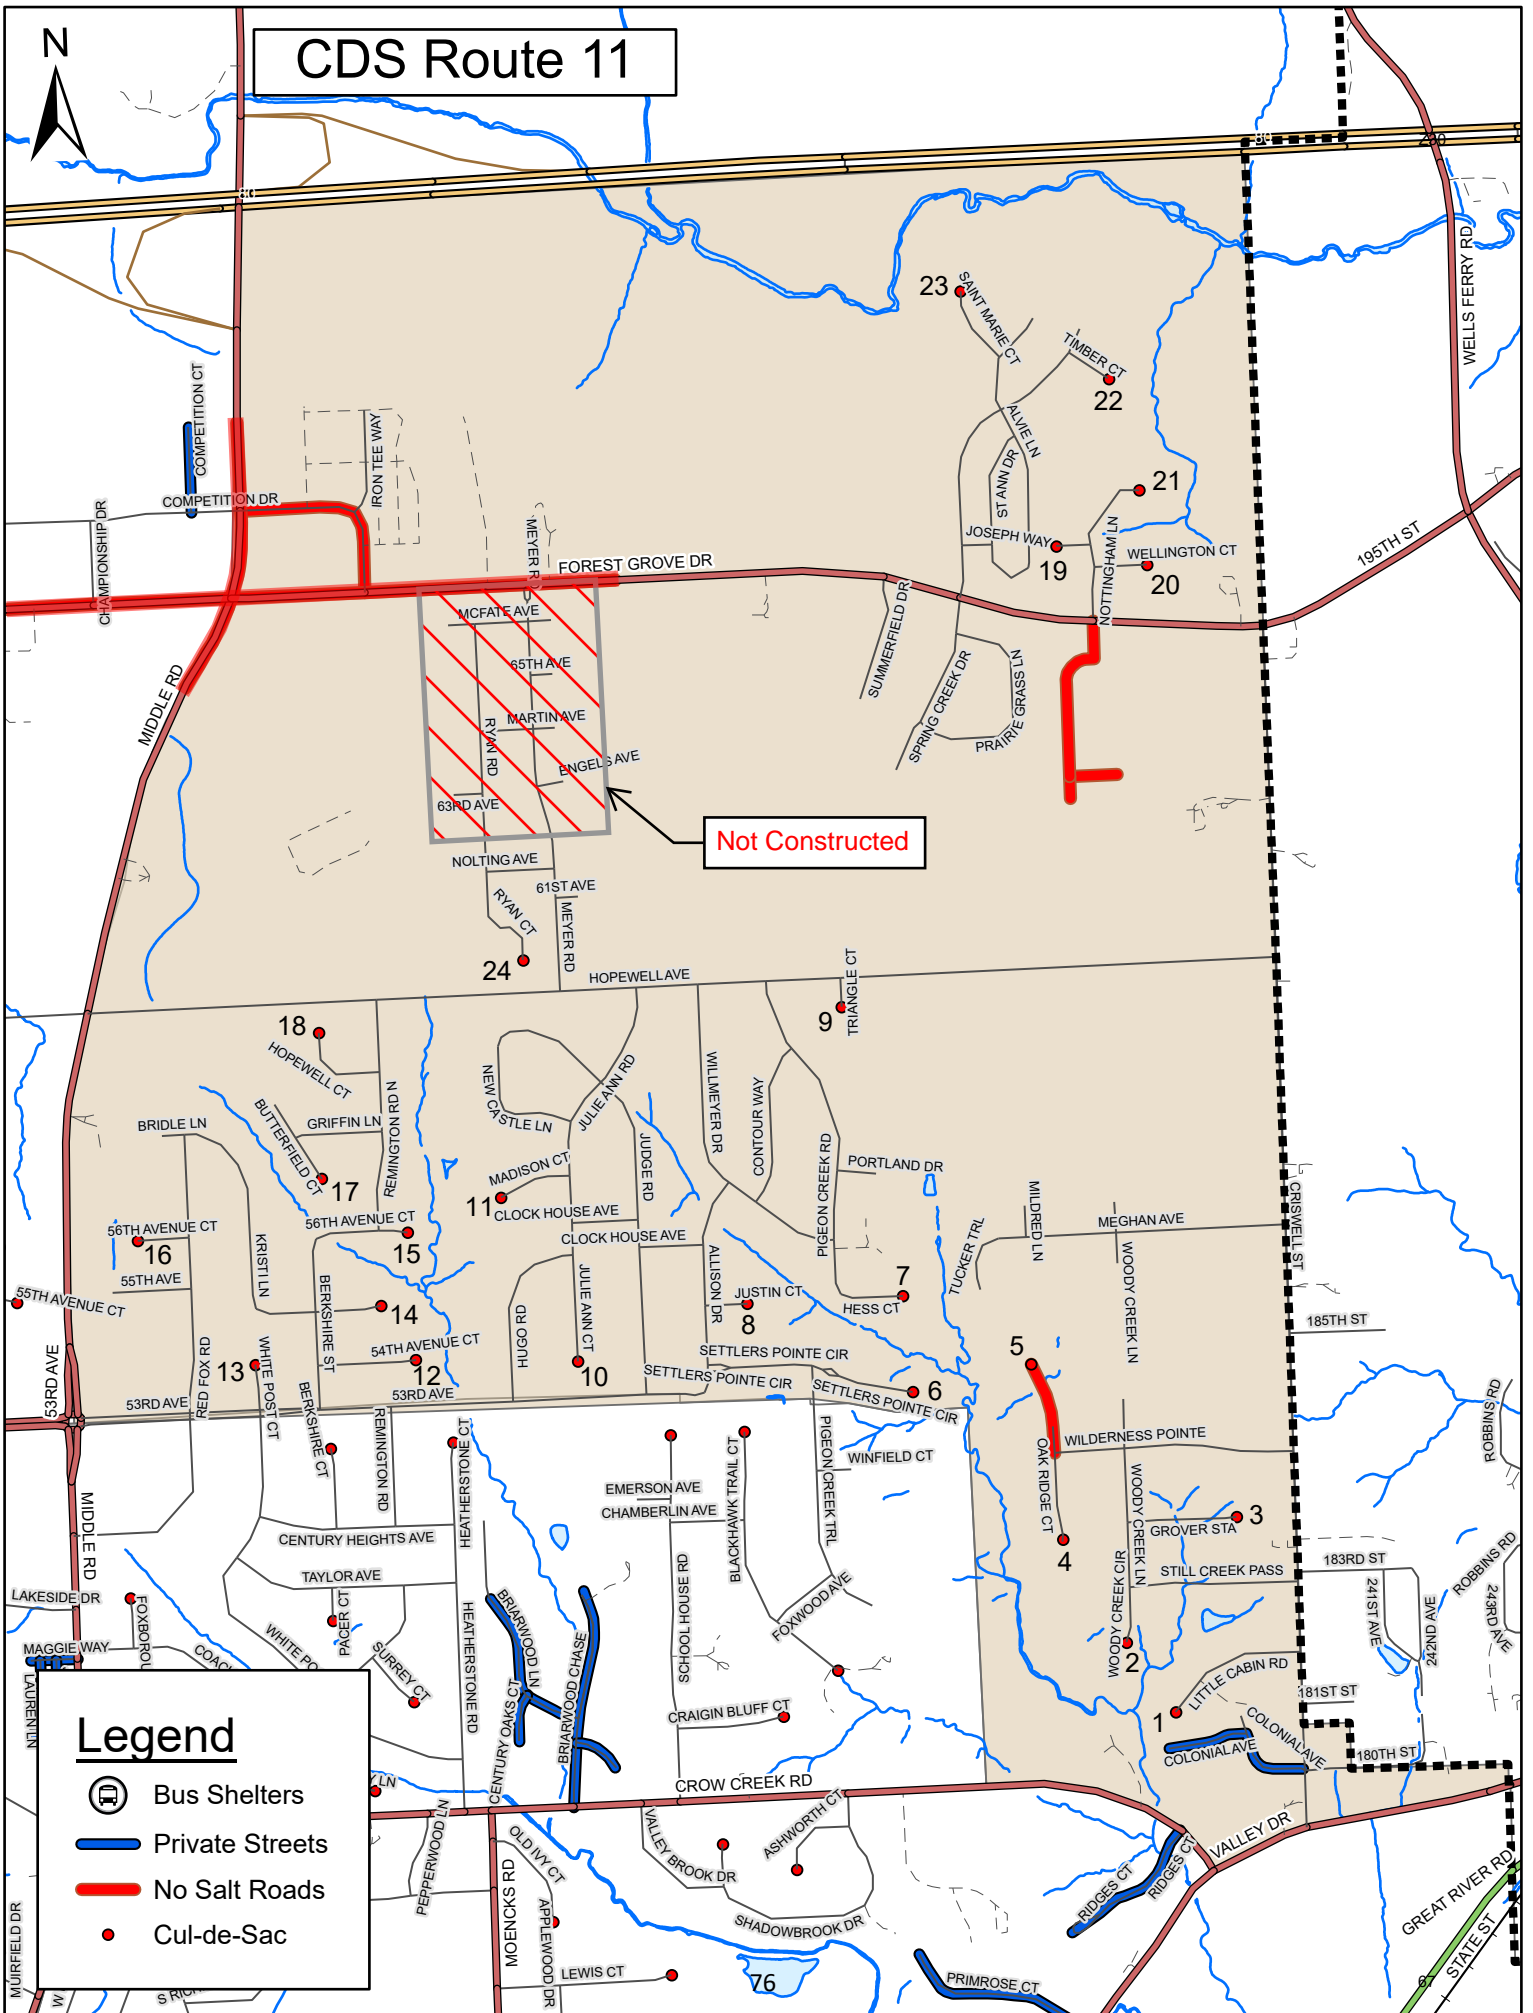 N
CDS Route 11
80
80
280
WELLS FERRY RD
23
SAINT MARIE CT
TIMBER CT
22
COMPETITION CT
IRON TEE WAY
ALVIE LN
ST ANN DR
21
COMPETITION DR
CHAMPIONSHIP DR
MEYER RD
FOREST GROVE DR
JOSEPH WAY
19
NOTTINGHAM LN
WELLINGTON CT
20
195TH ST
MCFATE AVE
65TH AVE
MARTIN AVE
RYAN RD
ENGELS AVE
63RD AVE
MIDDLE RD
SUMMERFIELD DR
SPRING CREEK DR
PRAIRIE GRASS LN
Not Constructed
NOLTING AVE
61ST AVE
RYAN CT
MEYER RD
24
HOPEWELL AVE
TRIANGLE CT
9
18
HOPEWELL CT
REMINGTON RD N
NEW CASTLE LN
JULIE ANN RD
WILLMEYER DR
CONTOUR WAY
BRIDLE LN
BUTTERFIELD CT
GRIFFIN LN
17
MADISON CT
11
JUDGE RD
PIGEON CREEK RD
PORTLAND DR
CLOCK HOUSE AVE
CLOCK HOUSE AVE
56TH AVENUE CT
16
56TH AVENUE CT
15
KRISTI LN
55TH AVE
55TH AVENUE CT
BERKSHIRE ST
14
HUGO RD
JULIE ANN CT
ALLISON DR
JUSTIN CT
8
7
HESS CT
TUCKER TRL
MILDRED LN
MEGHAN AVE
WOODY CREEK LN
CRISWELL ST
185TH ST
53RD AVE
RED FOX RD
13
WHITE POST CT
54TH AVENUE CT
12
53RD AVE
53RD AVE
10
SETTLERS POINTE CIR
SETTLERS POINTE CIR
SETTLERS POINTE CIR
6
5
OAK RIDGE CT
WILDERNESS POINTE
ROBBINS RD
BERKSHIRE CT
REMINGTON RD
HEATHERSTONE CT
PIGEON CREEK TRL
WINFIELD CT
EMERSON AVE
CHAMBERLIN AVE
BLACKHAWK TRAIL CT
WOODY CREEK LN
GROVER STA
3
4
MIDDLE RD
CENTURY HEIGHTS AVE
TAYLOR AVE
PACER CT
LAKESIDE DR
MAGGIE WAY
LAUREN LN
SURREY CT
HEATHERSTONE RD
BRIARWOOD LN
BRIARWOOD CHASE
CENTURY OAKS CT
SCHOOL HOUSE RD
FOXWOOD AVE
CRAIGIN BLUFF CT
WOODY CREEK CIR
2
STILL CREEK PASS
183RD ST
241ST AVE
242ND AVE
243RD AVE
ROBBINS RD
LITTLE CABIN RD
1
181ST ST
COLONIAL AVE
COLONIAL AVE
180TH ST
CROW CREEK RD
Legend
Bus Shelters
Private Streets
No Salt Roads
Cul-de-Sac
PEPPERWOOD LN
OLD IVY CT
MOENCKS RD
APPLEWOOD DR
VALLEY BROOK DR
ASHWORTH CT
SHADOWBROOK DR
LEWIS CT
76
PRIMROSE CT
RIDGES CT
RIDGES CT
VALLEY DR
GREAT RIVER RD
STATE ST
67
MUIRFIELD DR